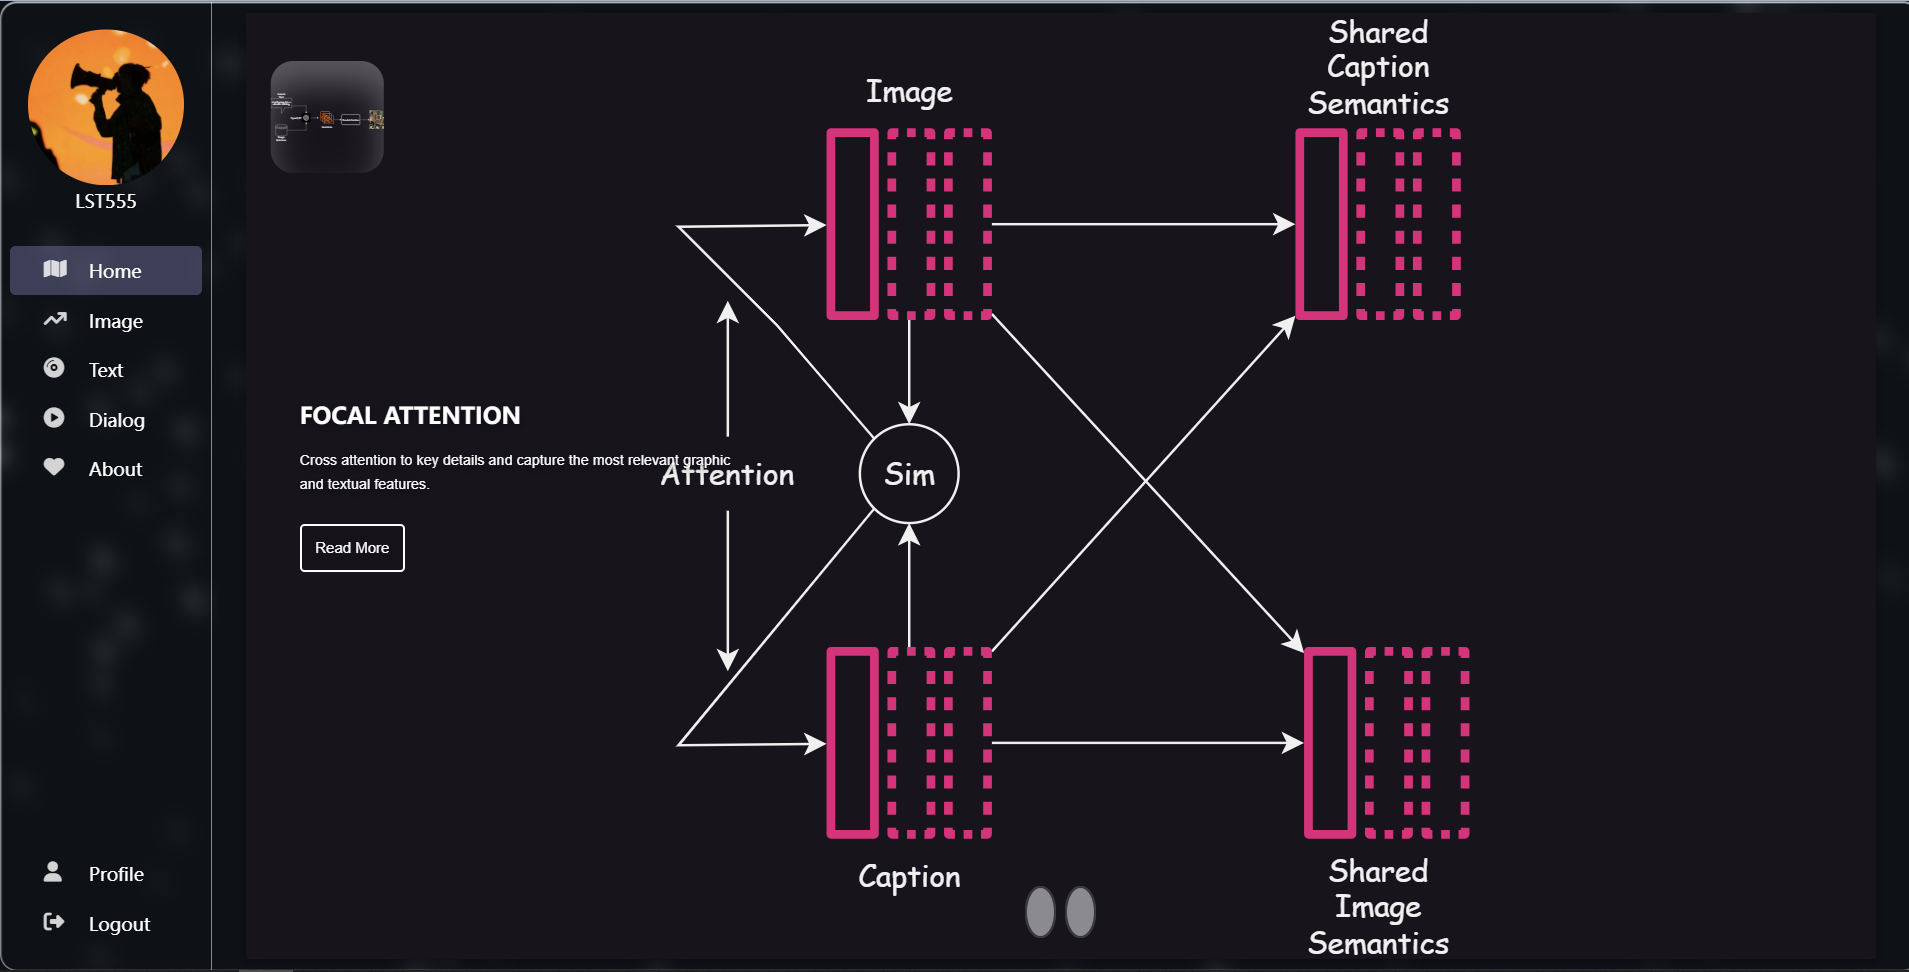 LST555
Home
Image
Text
Dialog
About
Profile
Logout
FOCAL ATTENTION
Cross attention to key details and capture the most relevant graphic
and textual features.
Read More
Image
Shared
Caption
Semantics
Attention
Sim
Caption
Shared
Image
Semantics